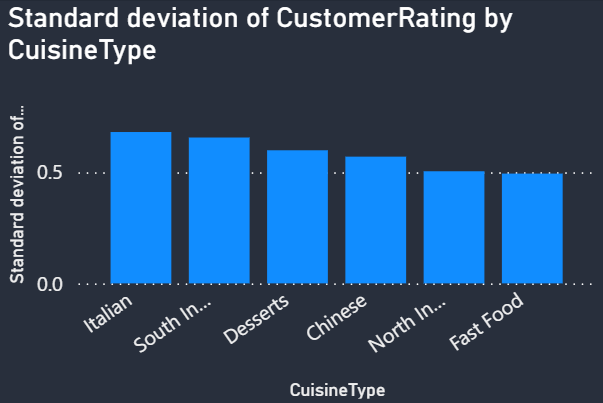 Standard deviation of CustomerRating by
CuisineType
Standard deviation of...
0.5
0.0
Italian
South In...
Desserts
Chinese
North In...
Fast Food
CuisineType